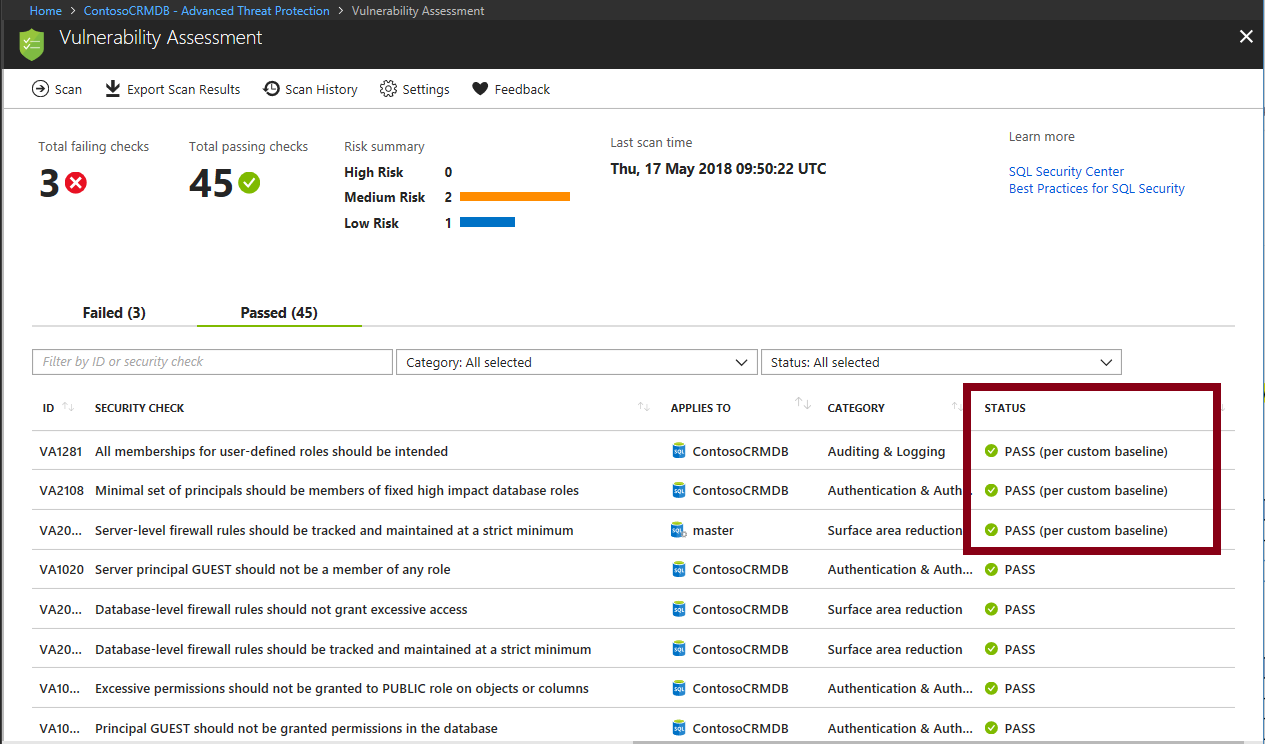 Home > ContosoCRMDB - Advanced Threat Protection > Vulnerability Assessment
Vulnerability Assessment
Scan Export Scan Results Scan History Settings Feedback
Total failing checks Total passing checks Risk summary Last scan time Learn more
3 45
High Risk 0
Medium Risk 2
Low Risk 1
Thu, 17 May 2018 09:50:22 UTC
SQL Security Center
Best Practices for SQL Security
Failed (3) Passed (45)
Filter by ID or security check Category: All selected Status: All selected
ID SECURITY CHECK APPLIES TO CATEGORY STATUS
VA1281 All memberships for user-defined roles should be intended ContosoCRMDB Auditing & Logging PASS (per custom baseline)
VA2108 Minimal set of principals should be members of fixed high impact database roles ContosoCRMDB Authentication & Auth... PASS (per custom baseline)
VA20... Server-level firewall rules should be tracked and maintained at a strict minimum master Surface area reduction PASS (per custom baseline)
VA1020 Server principal GUEST should not be a member of any role ContosoCRMDB Authentication & Auth... PASS
VA20... Database-level firewall rules should not grant excessive access ContosoCRMDB Surface area reduction PASS
VA20... Database-level firewall rules should be tracked and maintained at a strict minimum ContosoCRMDB Surface area reduction PASS
VA10... Excessive permissions should not be granted to PUBLIC role on objects or columns ContosoCRMDB Authentication & Auth... PASS
VA10... Principal GUEST should not be granted permissions in the database ContosoCRMDB Authentication & Auth... PASS